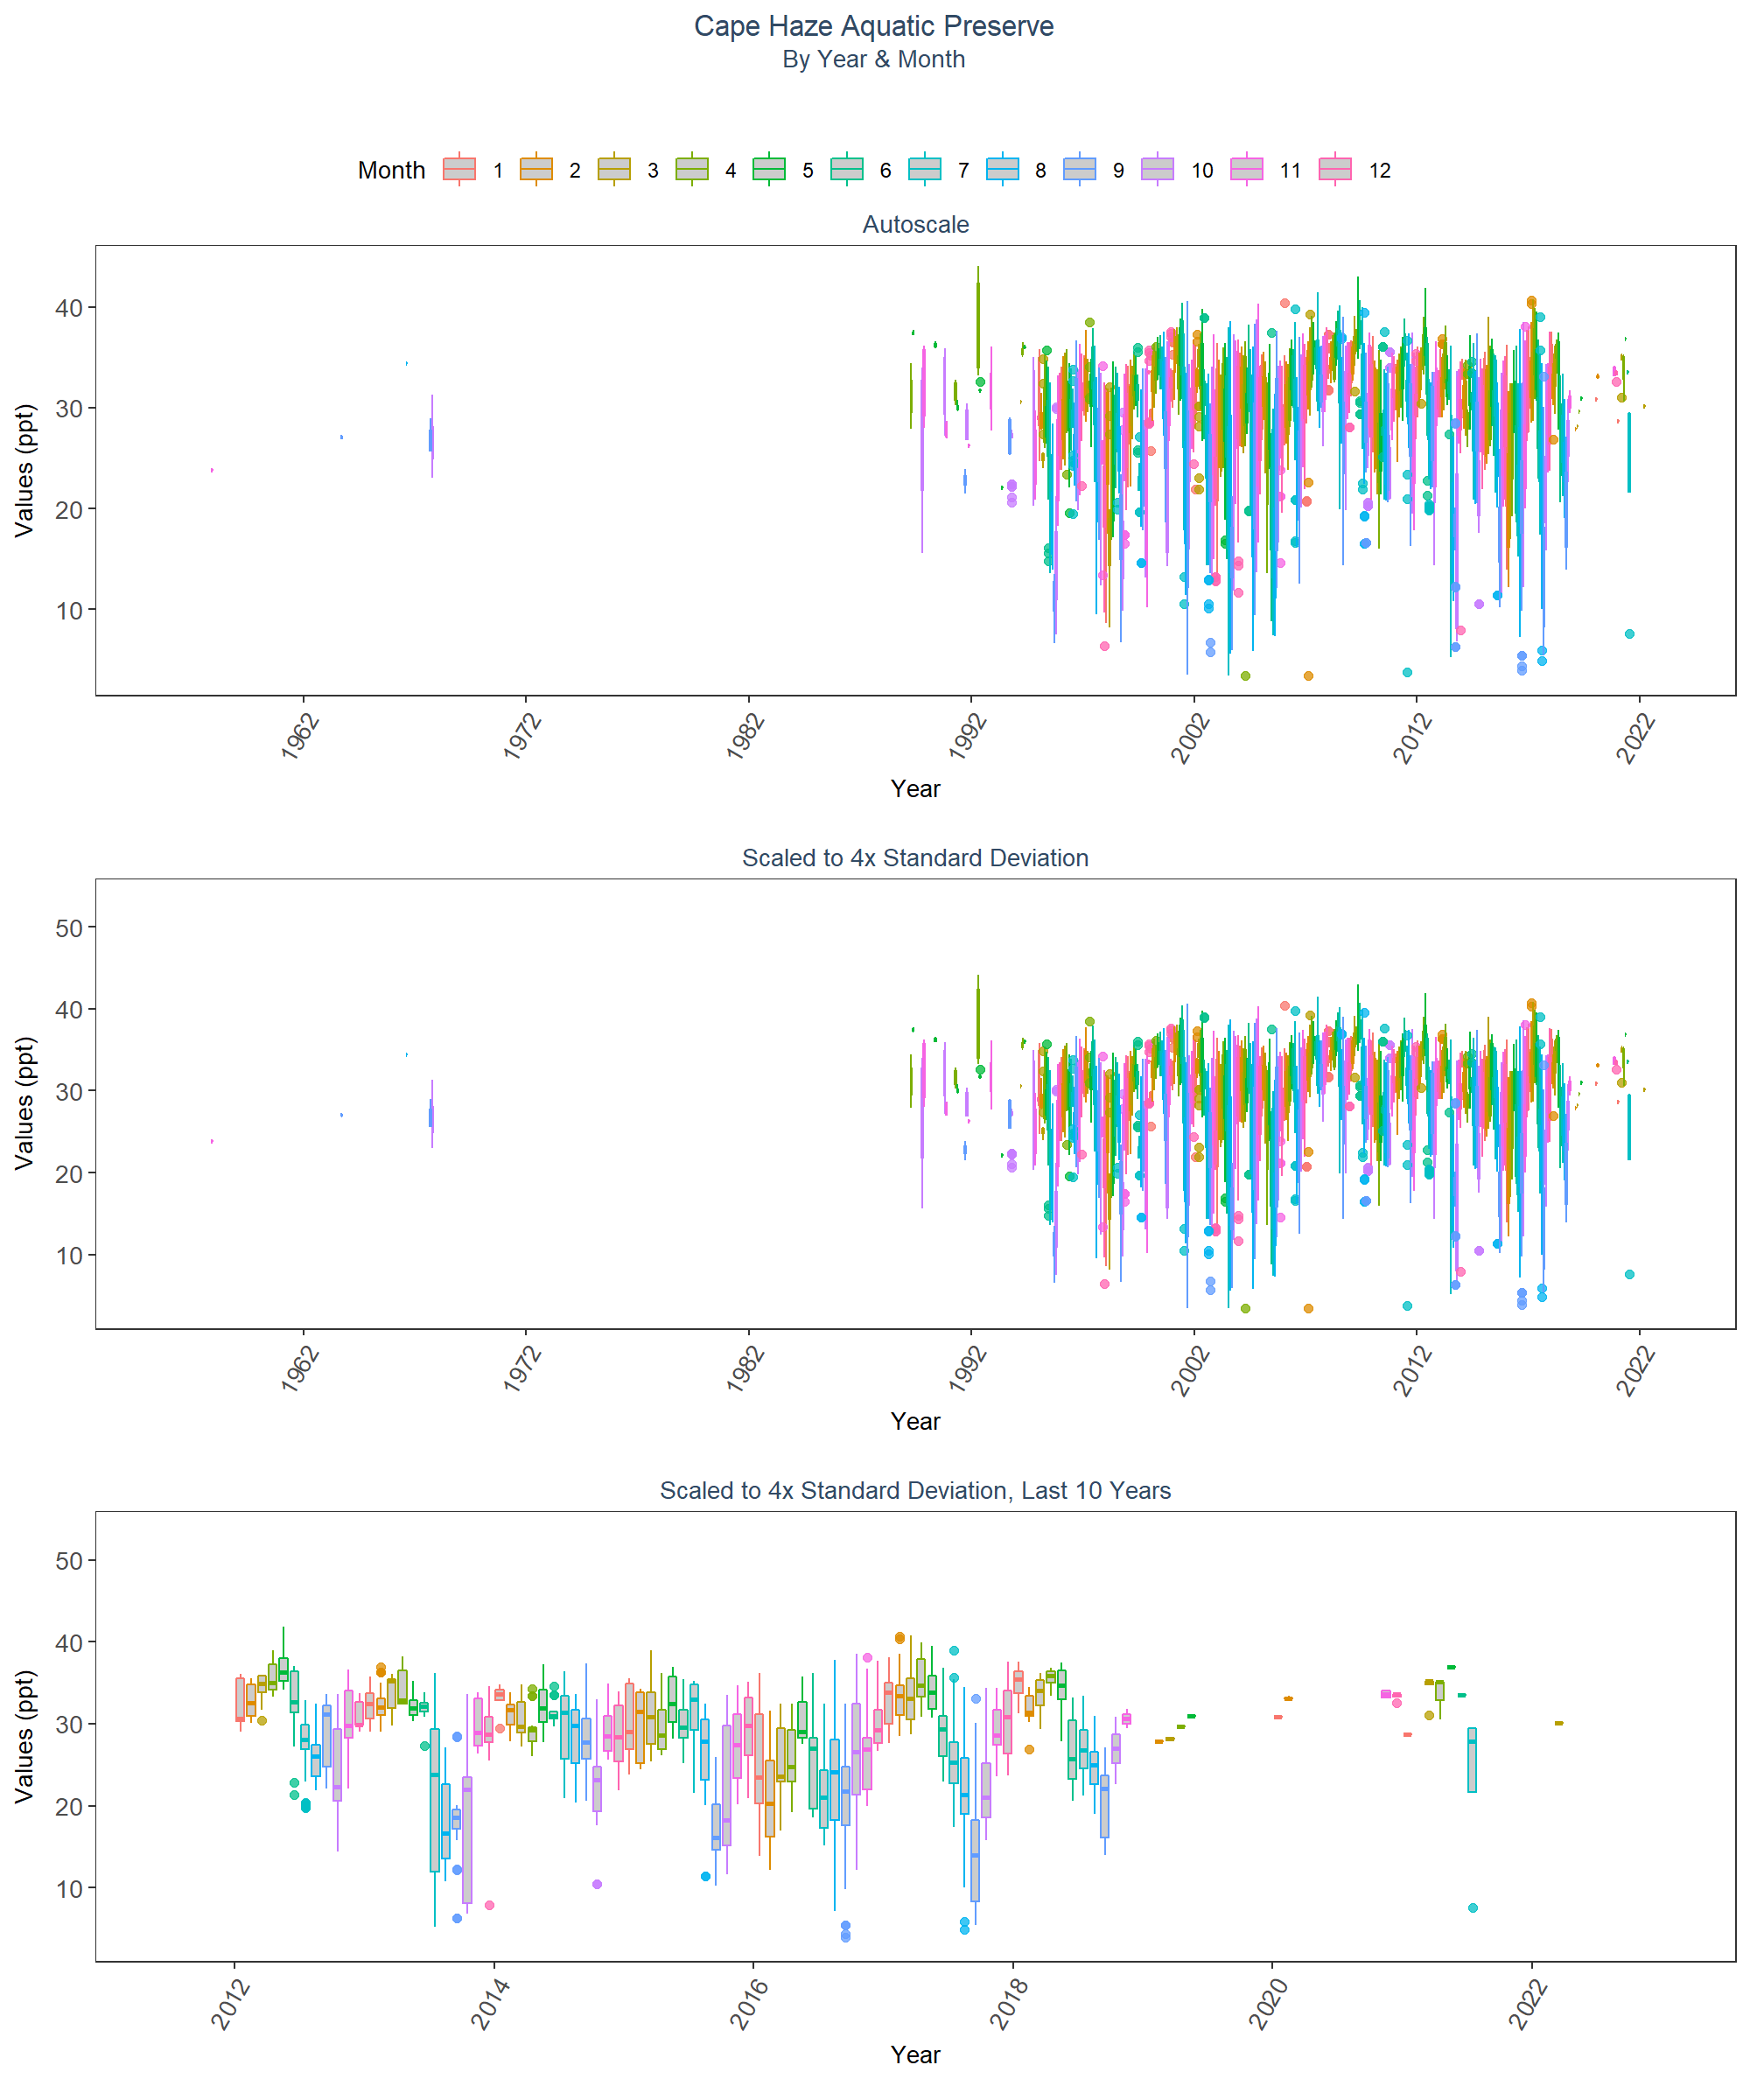 Cape Haze Aquatic Preserve
By Year & Month
Month 1 2 3 4 5 6 7 8 9 10 11 12
Autoscale
Values (ppt)
40
30
20
10
1962 1972 1982 1992 2002 2012 2022
Year
Scaled to 4x Standard Deviation
Values (ppt)
50
40
30
20
10
1962 1972 1982 1992 2002 2012 2022
Year
Scaled to 4x Standard Deviation, Last 10 Years
Values (ppt)
50
40
30
20
10
2012 2014 2016 2018 2020 2022
Year